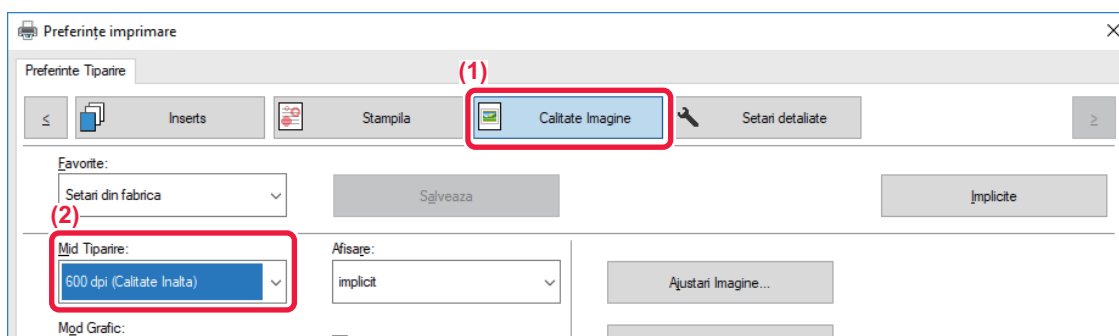 Preferințe imprimare
Preferinte Tiparire
(1)
< Inserts Stampila Calitate Imagine Setari detaliate >
Favorite:
Setari din fabrica Salveaza Implicite
(2)
Mid Tiparire: Afisare:
600 dpi (Calitate Inalta) implicit Ajustari Imagine...
Mod Grafic: